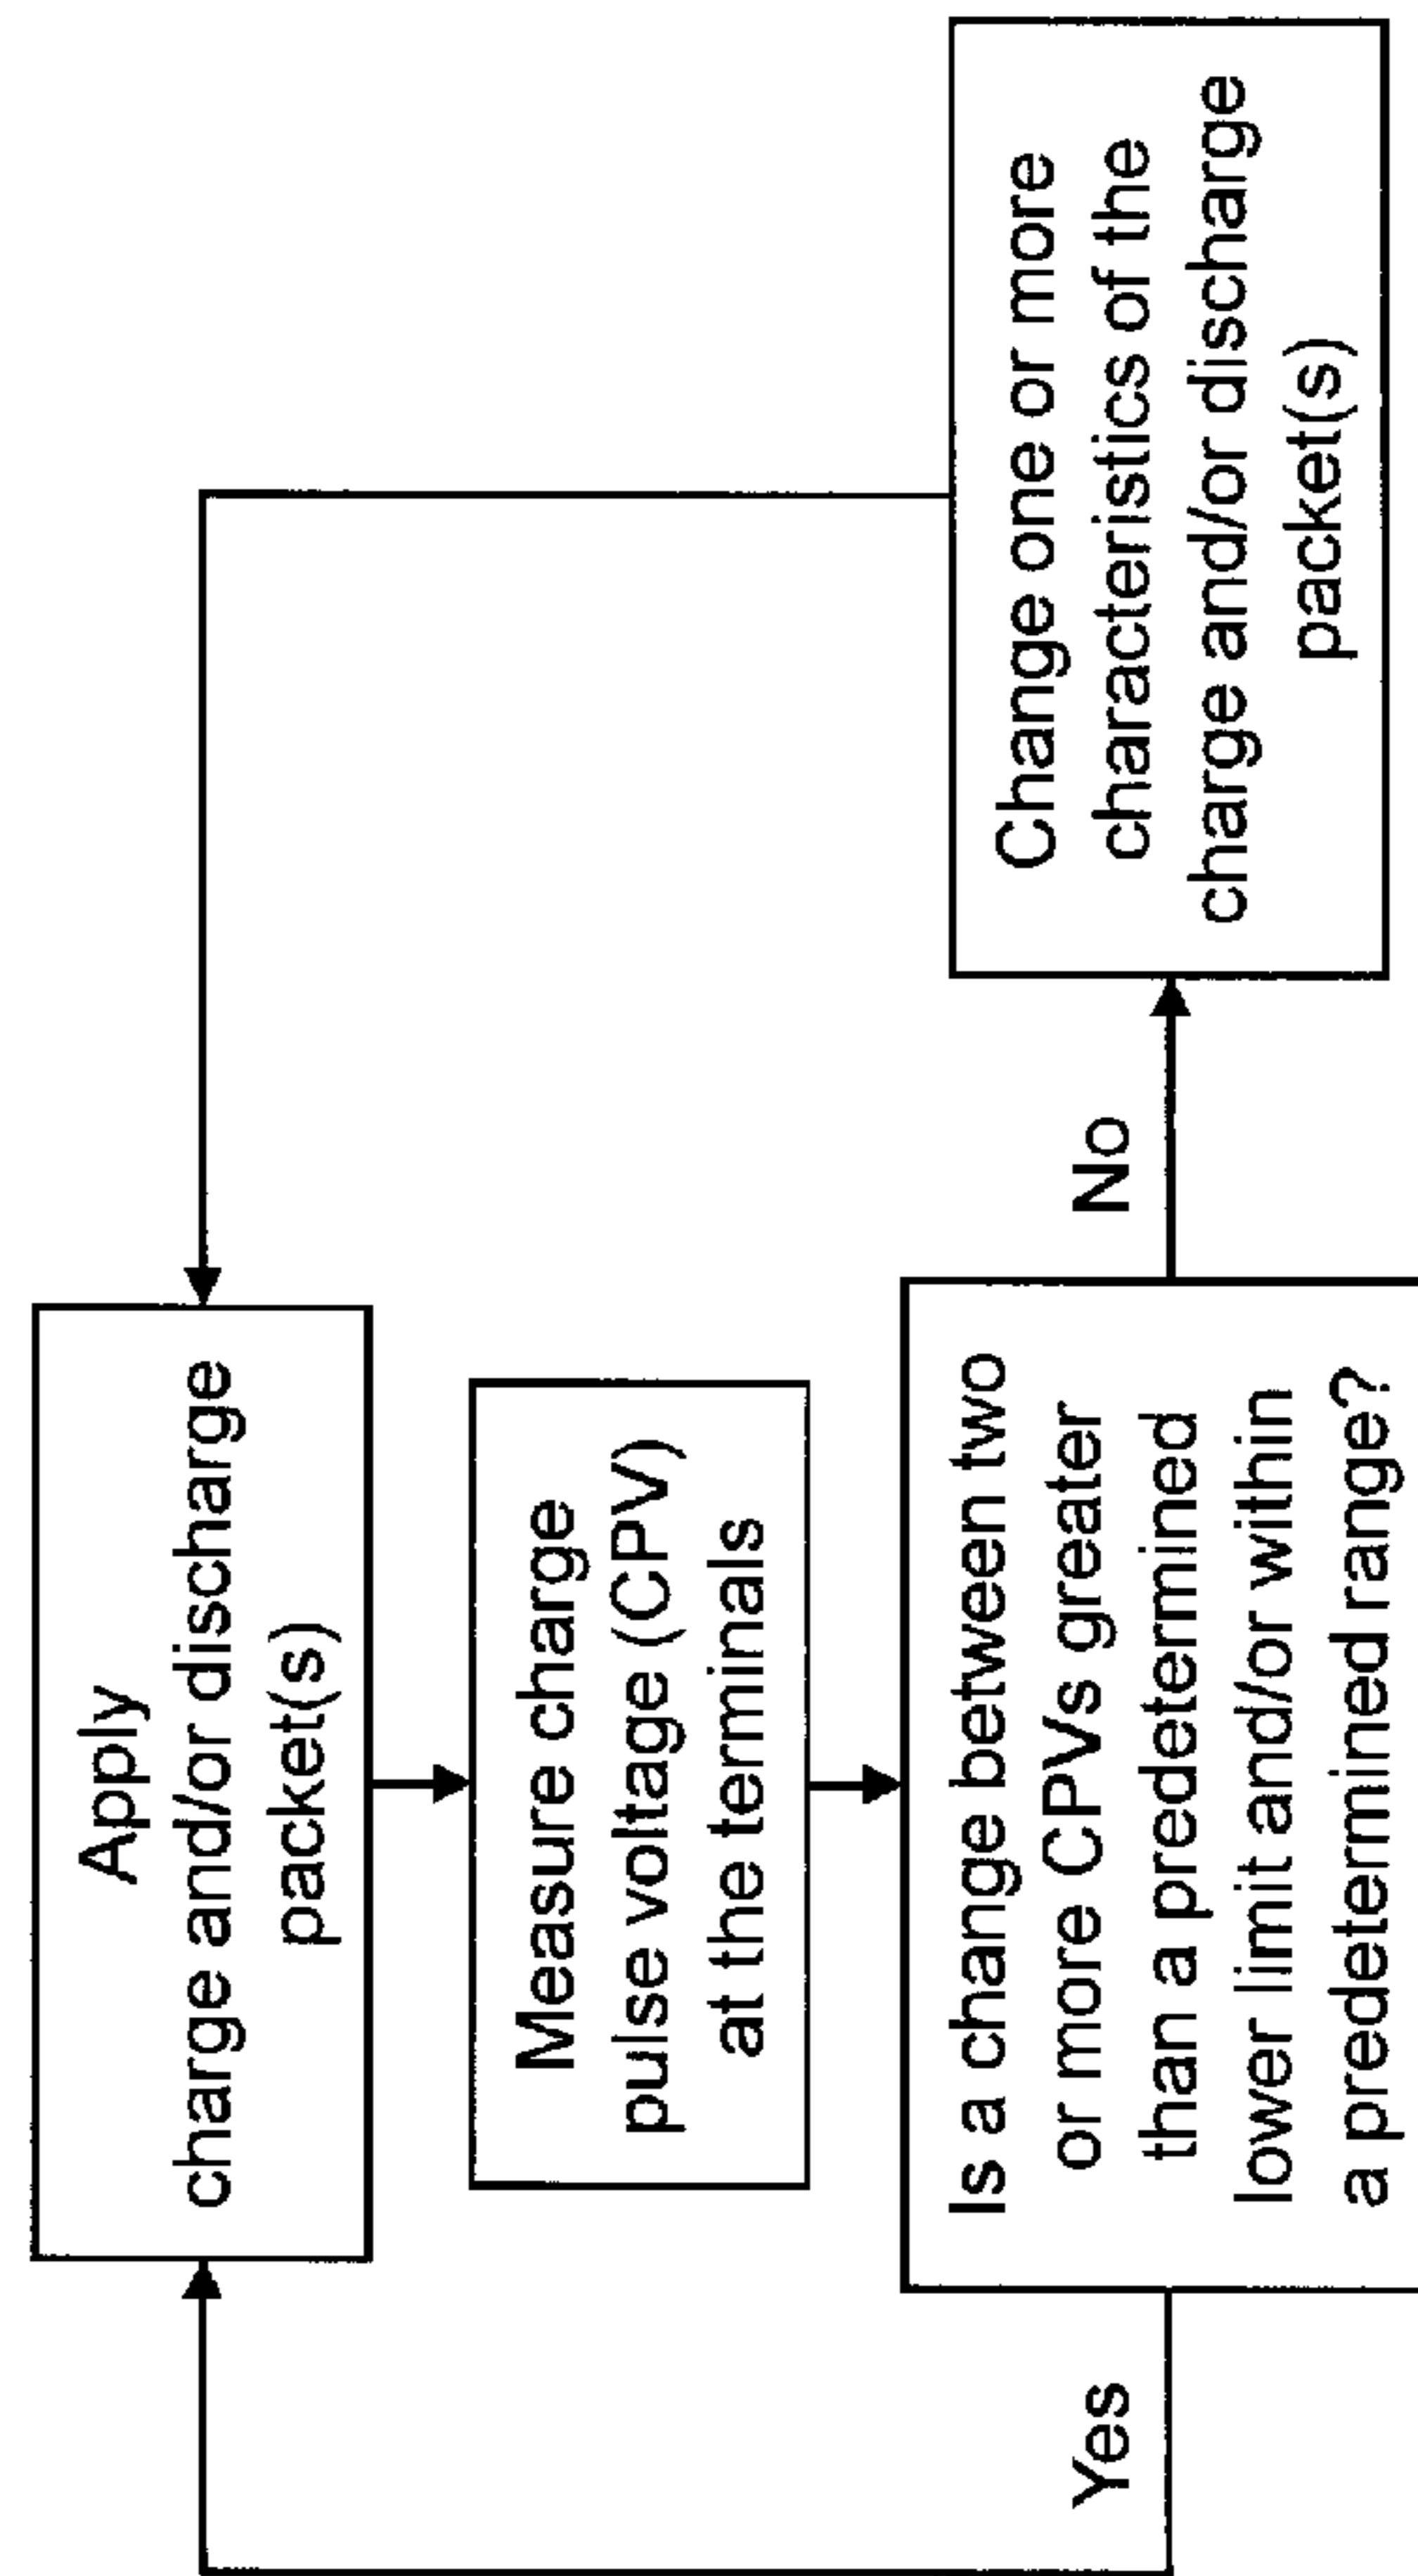 Apply
charge and/or discharge
packet(s)
Measure charge
pulse voltage (CPV)
at the terminals
Is a change between two
or more CPVs greater
than a predetermined
lower limit and/or within
a predetermined range?
Yes
No
Change one or more
characteristics of the
charge and/or discharge
packet(s)